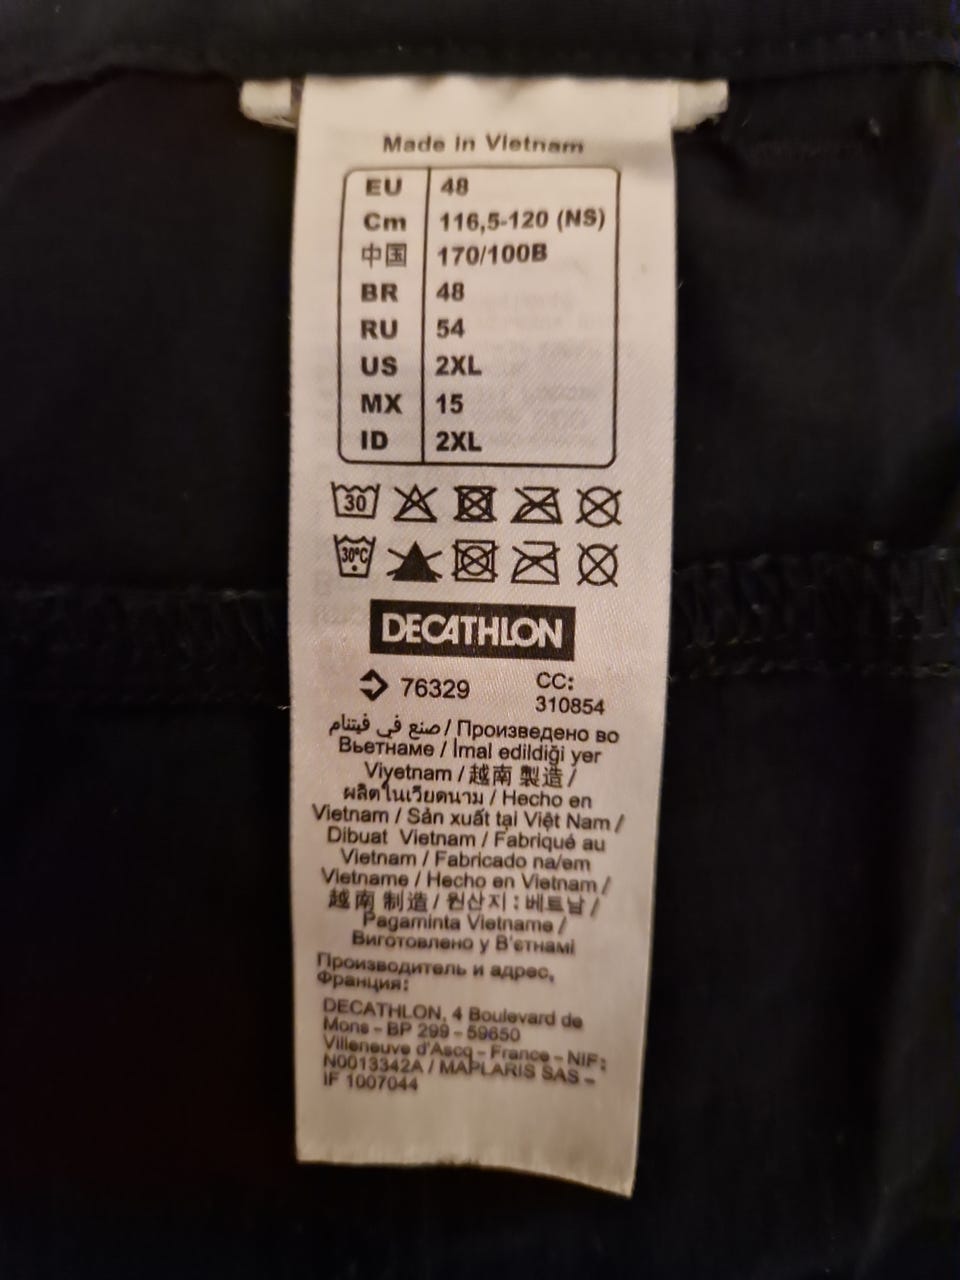 Made in Vietnam
EU 48
Cm 116,5-120 (NS)
中国 170/100B
BR 48
RU 54
US 2XL
MX 15
ID 2XL
30
30°C
DECATHLON
76329 CC:
310854
صنع في فيتنام / Произведено во
Вьетнаме / İmal edildiği yer
Viyetnam / 越南 製造 /
ผลิตในเวียดนาม / Hecho en
Vietnam / Sản xuất tại Việt Nam /
Dibuat Vietnam / Fabriqué au
Vietnam / Fabricado na/em
Vietname / Hecho en Vietnam /
越南 制造 / 원산지 : 베트남 /
Pagaminta Vietname /
Виготовлено у В'єтнамі
Производитель и адрес,
Франция:
DECATHLON, 4 Boulevard de
Mons - BP 299 - 59650
Villeneuve d'Ascq - France - NIF:
N0013342A / MAPLARIS SAS -
IF 1007044